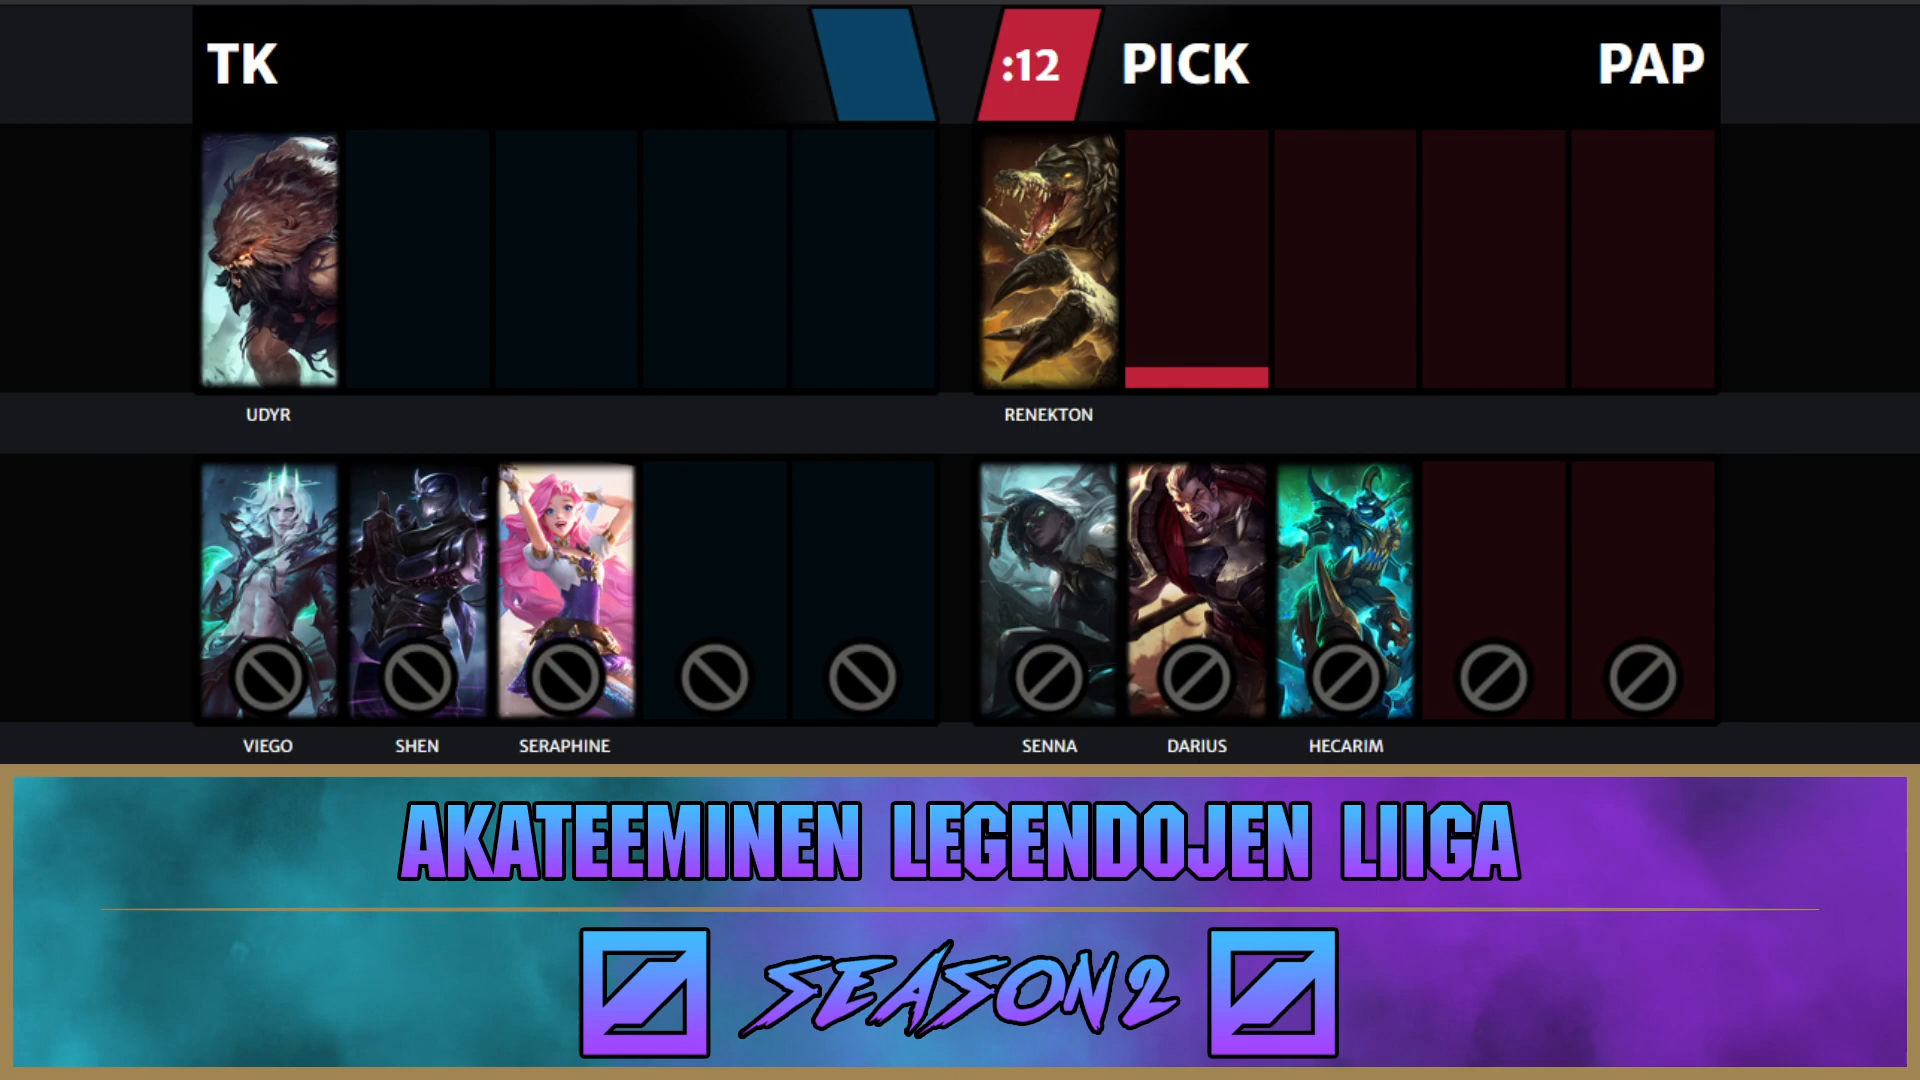 TK
:12 PICK PAP
UDYR
RENEKTON
VIEGO SHEN SERAPHINE
SENNA DARIUS HECARIM
AKATEEMINEN LEGENDOJEN LIIGA
SEASON 2